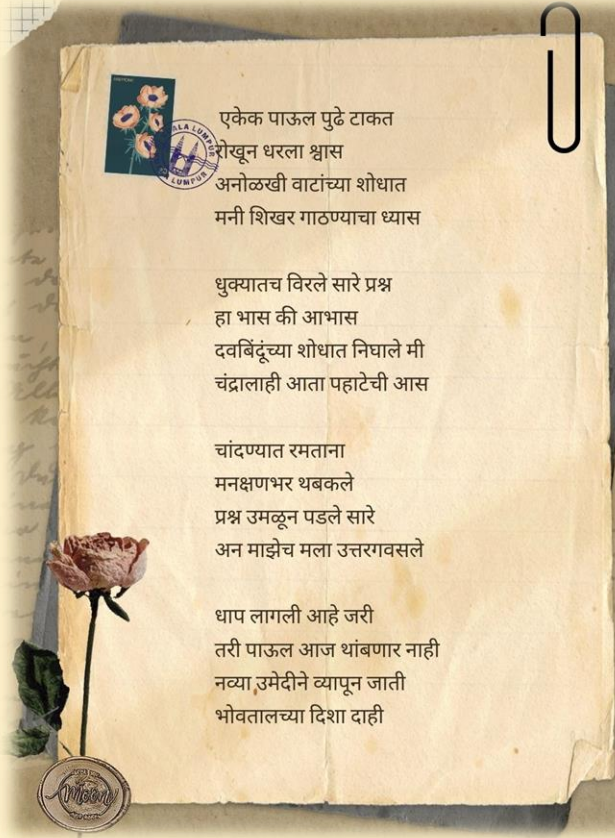 एकेक पाऊल पुढे टाकत
रोखून धरला श्वास
अनोळखी वाटांच्या शोधात
मनी शिखर गाठण्याचा ध्यास
धुक्यातच विरले सारे प्रश्न
हा भास की आभास
दवबिंदूंच्या शोधात निघाले मी
चंद्रालाही आता पहाटेची आस
चांदण्यात रमताना
मनक्षणभर थबकले
प्रश्न उमळून पडले सारे
अन माझेच मला उत्तरगवसले
धाप लागली आहे जरी
तरी पाऊल आज थांबणार नाही
नव्या उमेदीने व्यापून जाती
भोवतालच्या दिशा दाही
LUMPUR
Moon